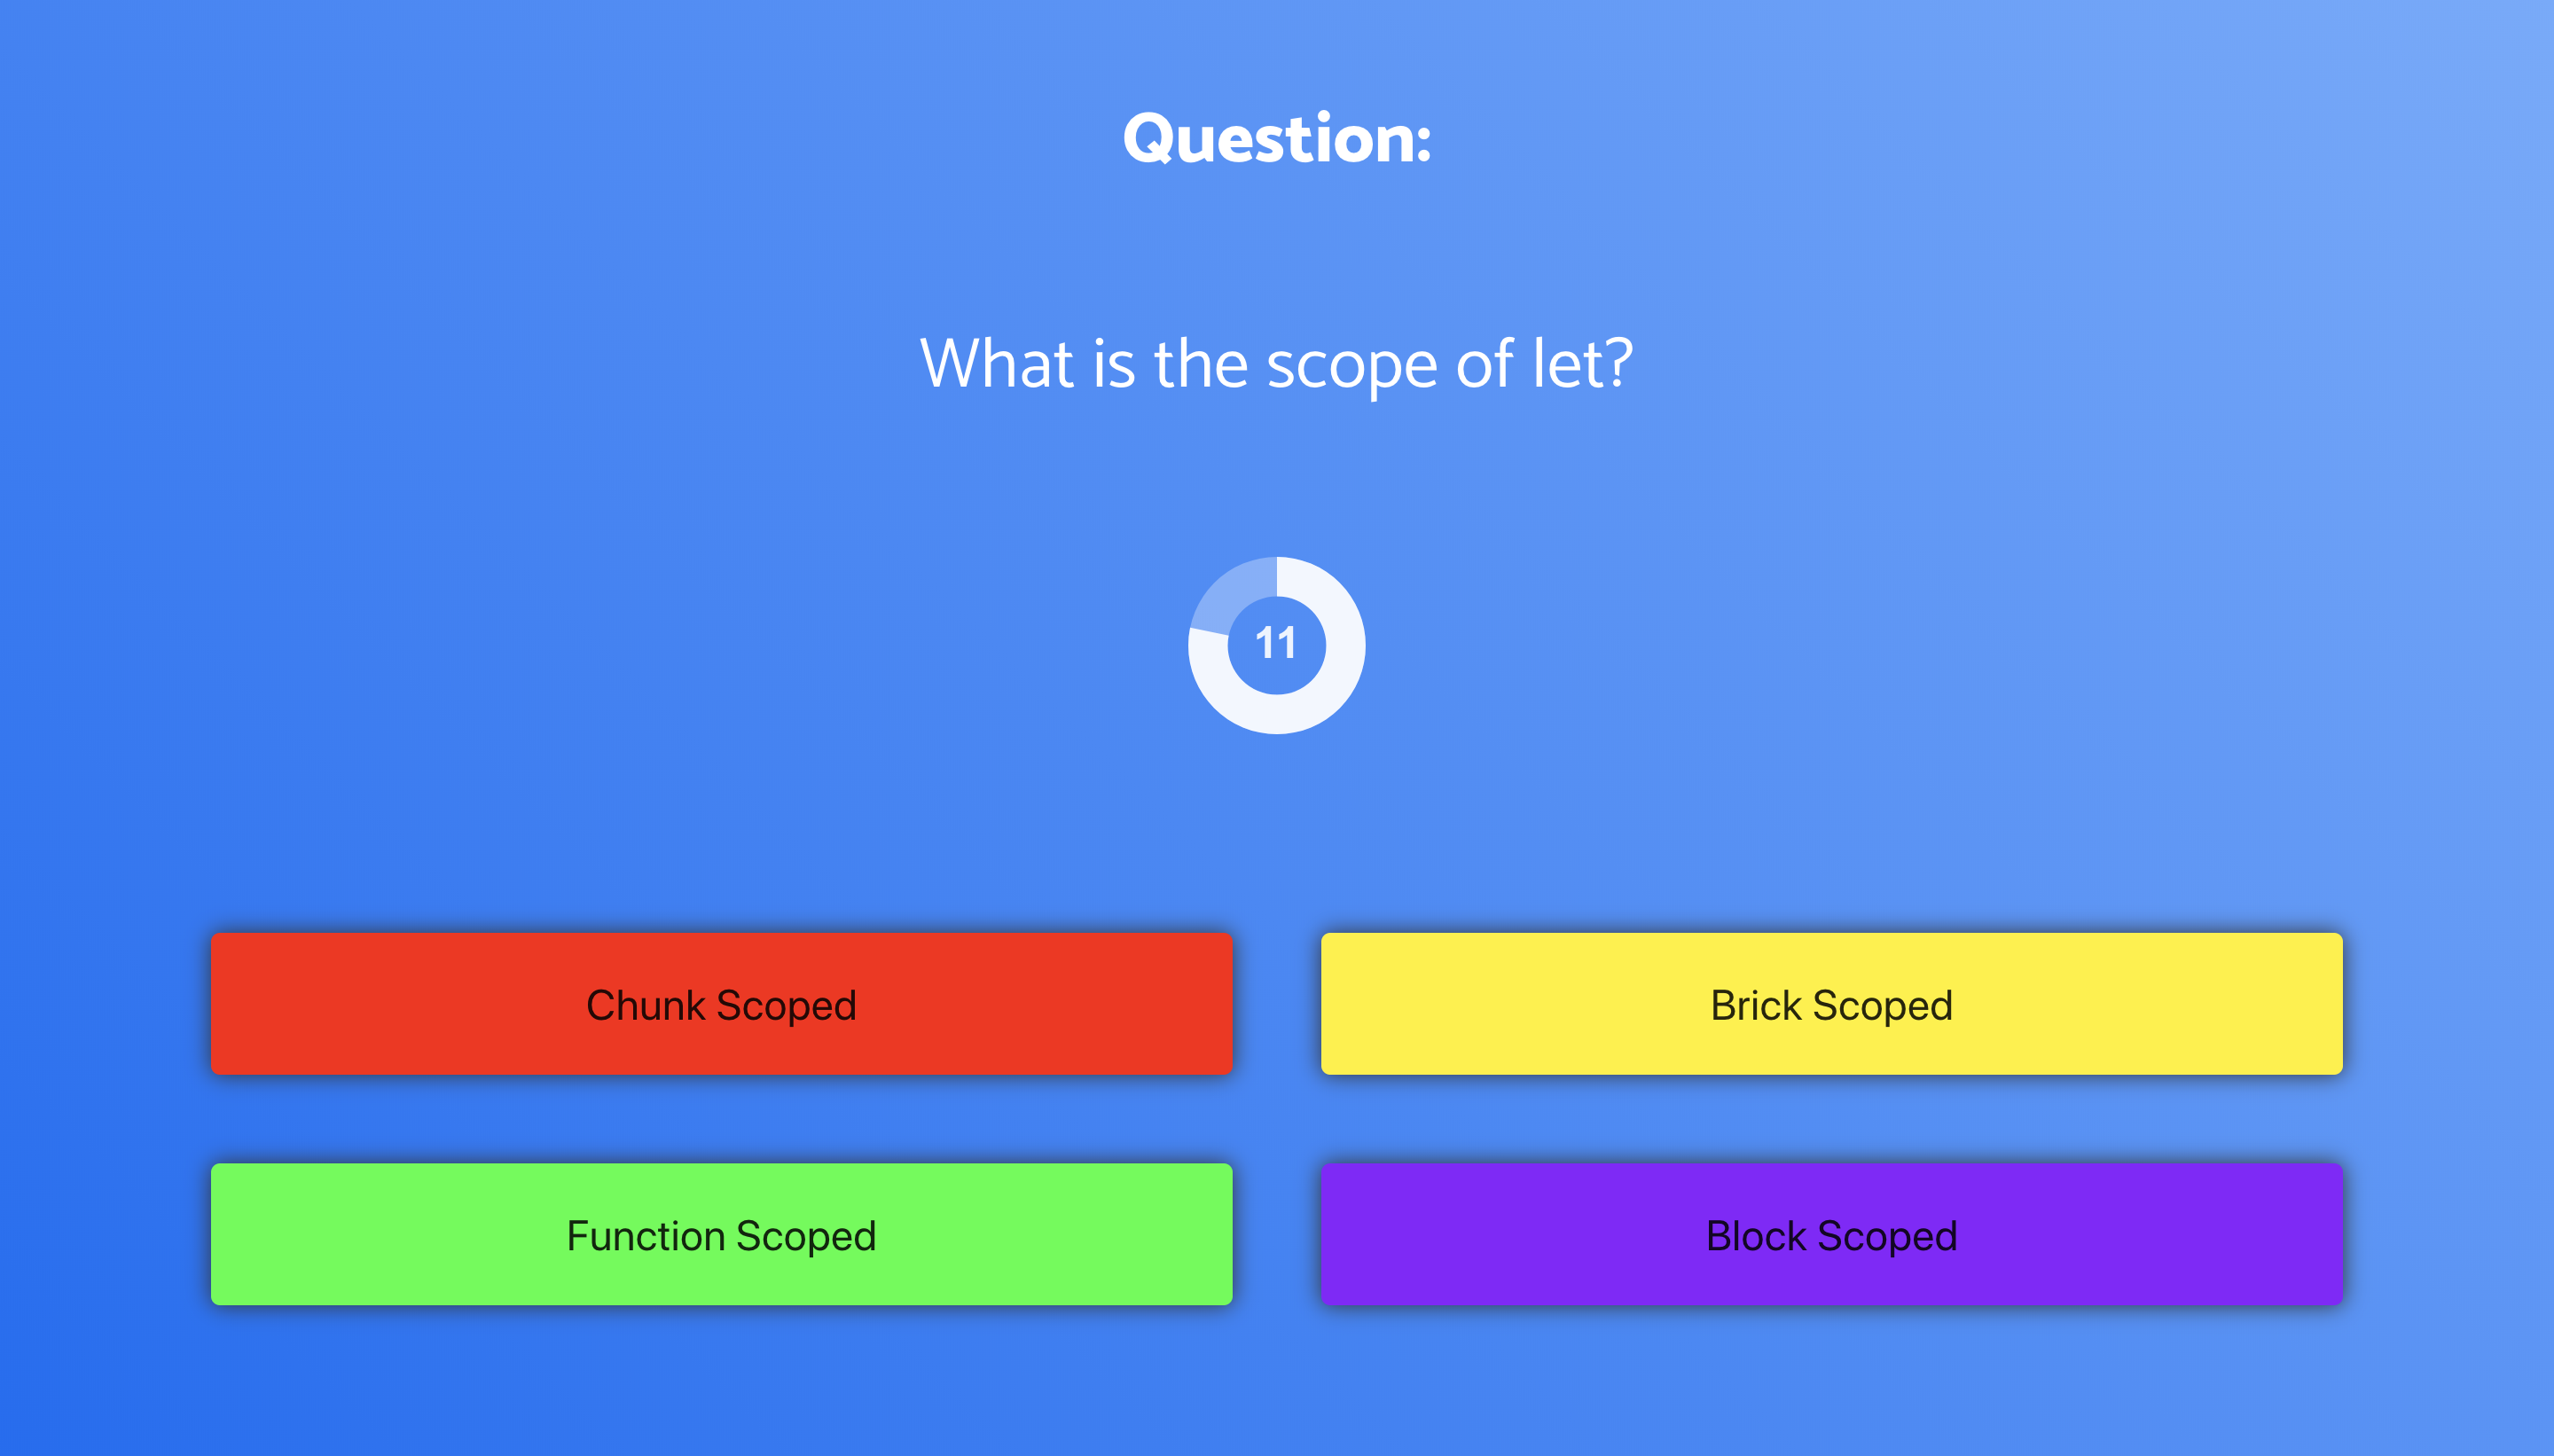 Question:
What is the scope of let?
11
Chunk Scoped
Brick Scoped
Function Scoped
Block Scoped